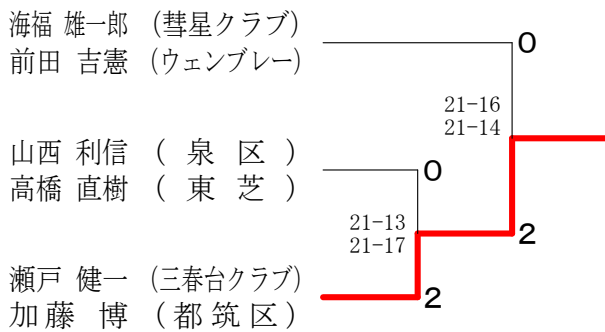 海福 雄一郎 (彗星クラブ)
前田 吉憲 (ウェンブレー)
0
21-16
21-14
山西 利信 ( 泉 区 )
高橋 直樹 ( 東 芝 )
0
21-13
21-17
2
瀬戸 健一 (三春台クラブ)
加藤 博 (都筑区)
2